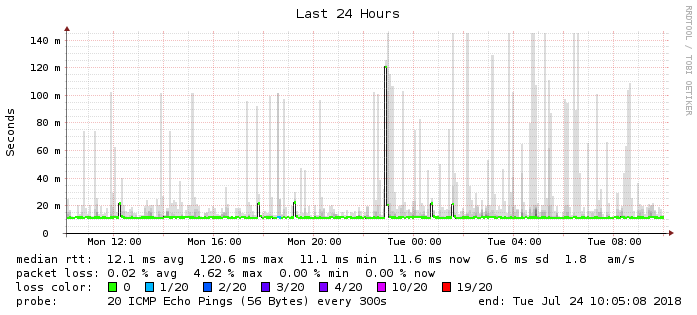 Last 24 Hours
RRDTOOL / TOBI OETIKER
Seconds
140 m
120 m
100 m
80 m
60 m
40 m
20 m
0
Mon 12:00 Mon 16:00 Mon 20:00 Tue 00:00 Tue 04:00 Tue 08:00
median rtt: 12.1 ms avg 120.6 ms max 11.1 ms min 11.6 ms now 6.6 ms sd 1.8 am/s
packet loss: 0.02 % avg 4.62 % max 0.00 % min 0.00 % now
loss color: 0 1/20 2/20 3/20 4/20 10/20 19/20
probe: 20 ICMP Echo Pings (56 Bytes) every 300s end: Tue Jul 24 10:05:08 2018